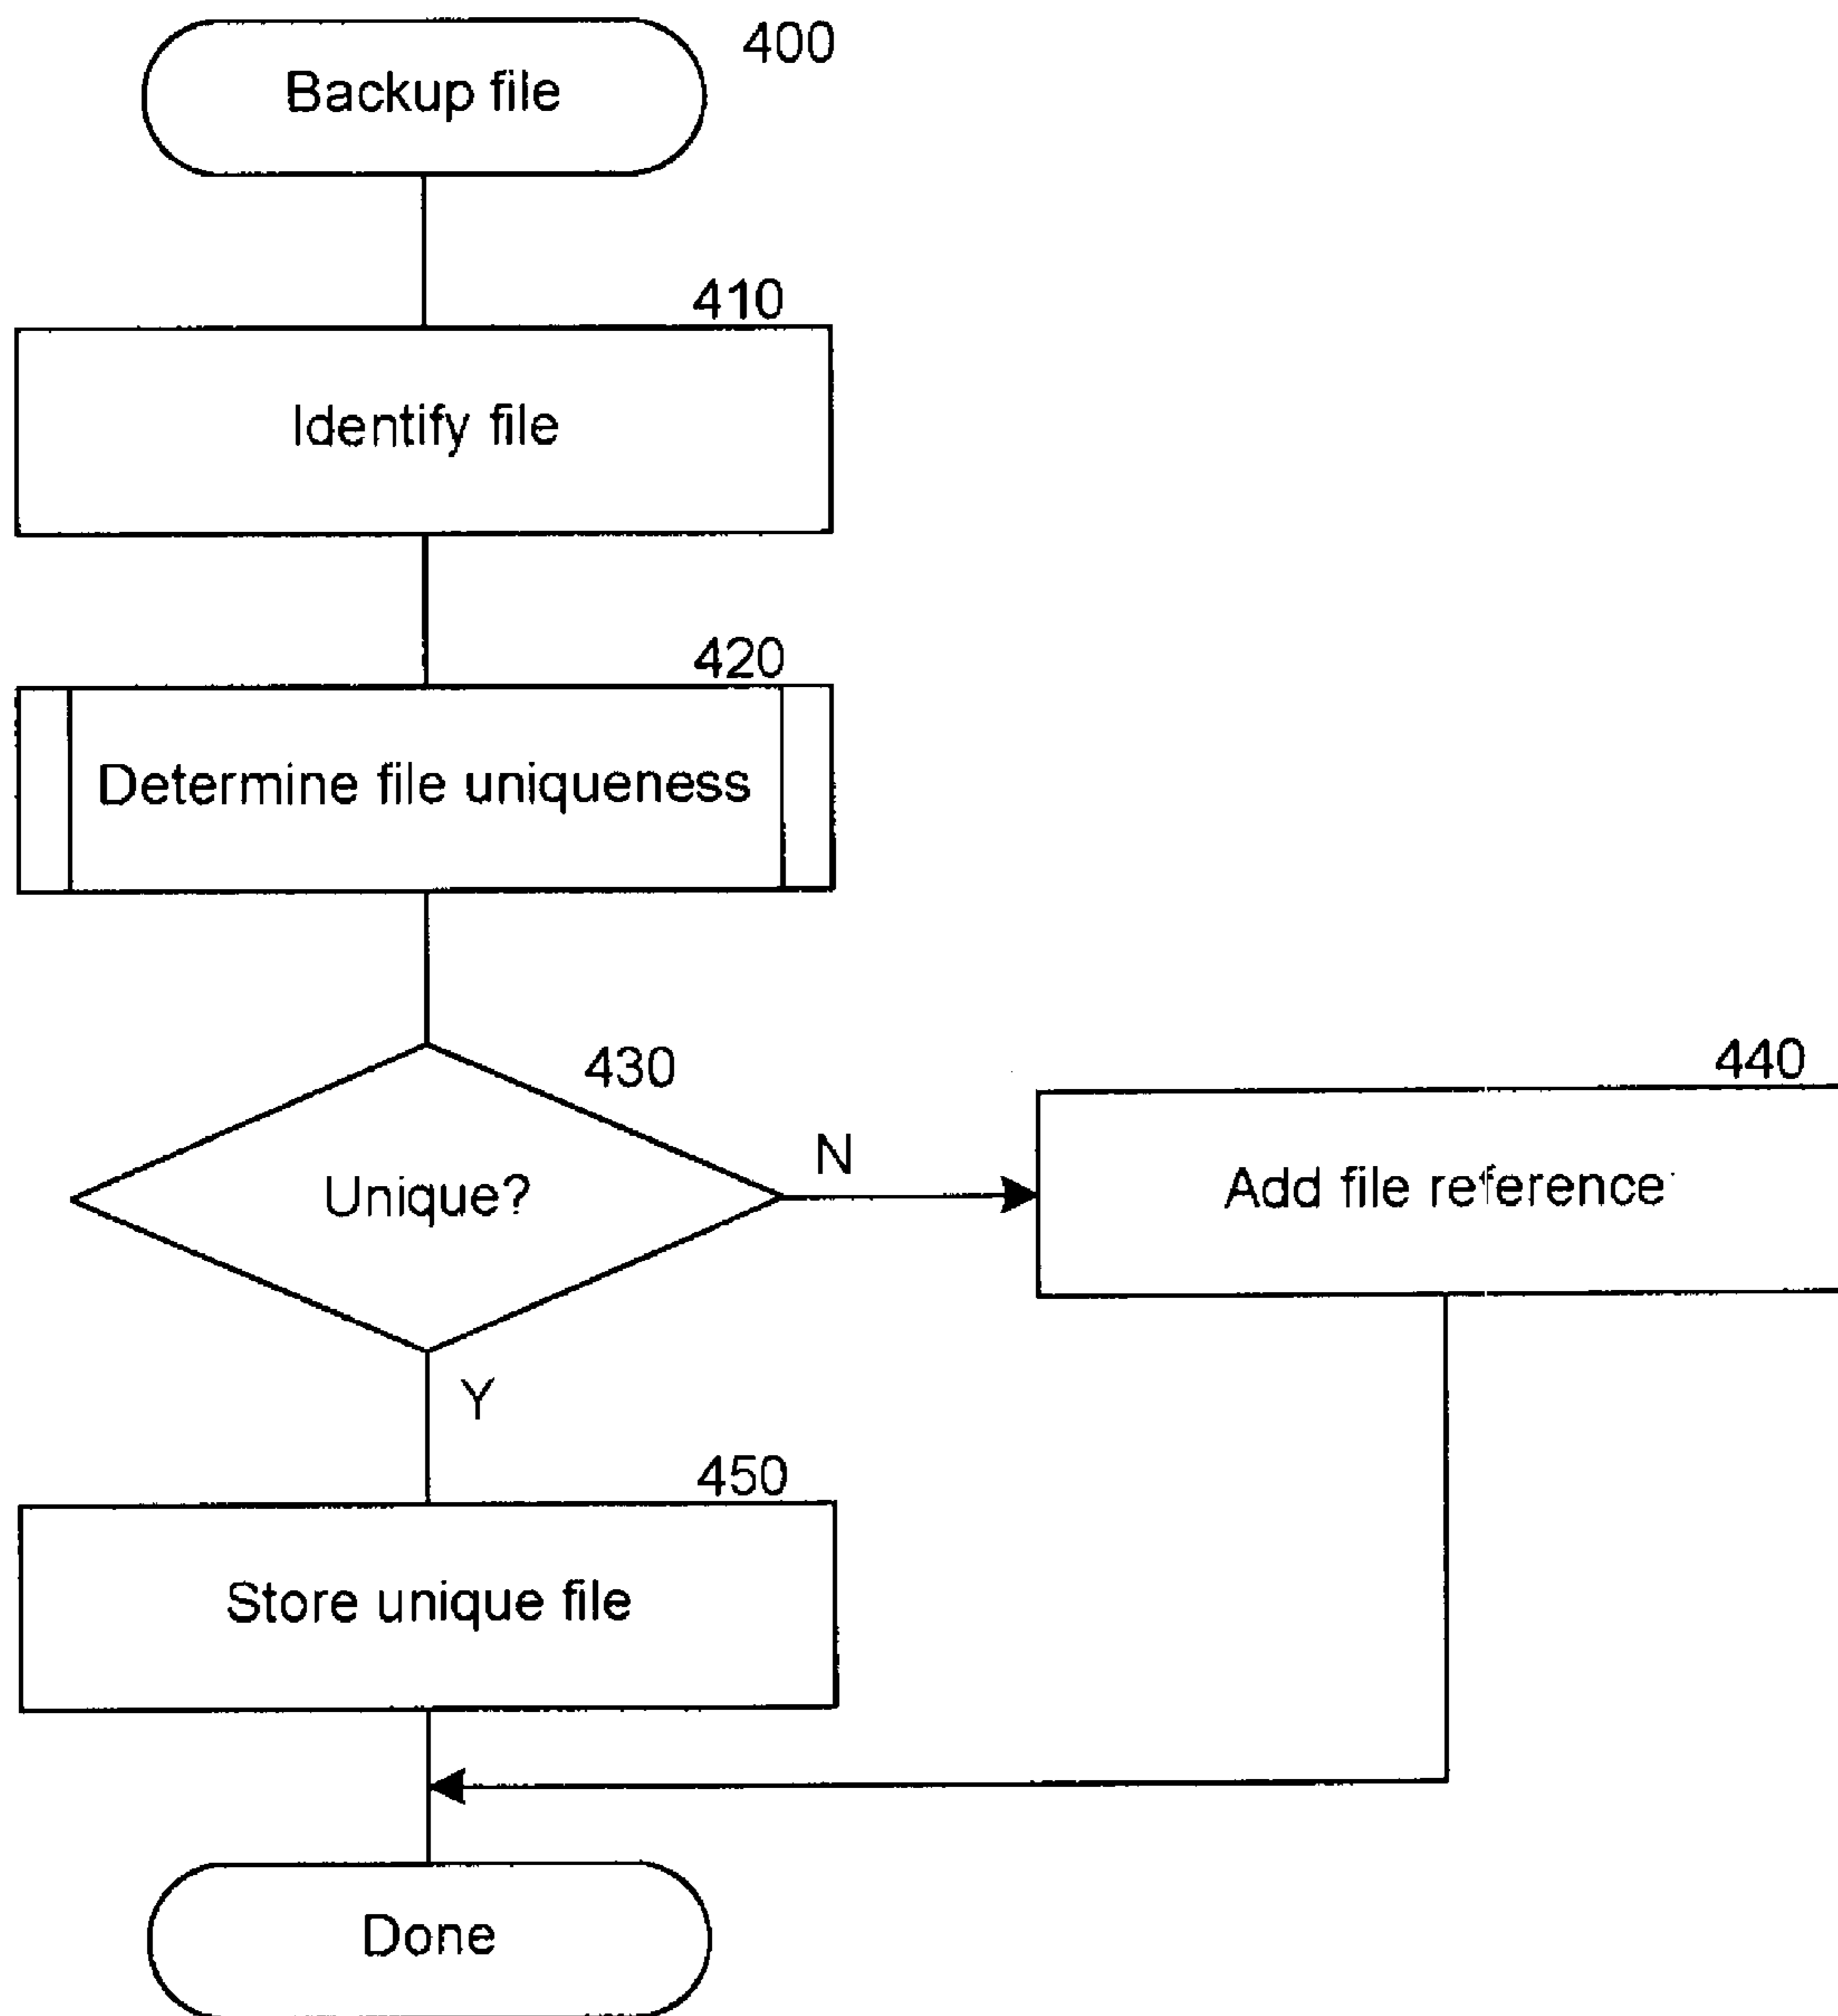 400
Backup file
410
Identify file
420
Determine file uniqueness
430
Unique?
N
440
Add file reference
Y
450
Store unique file
Done